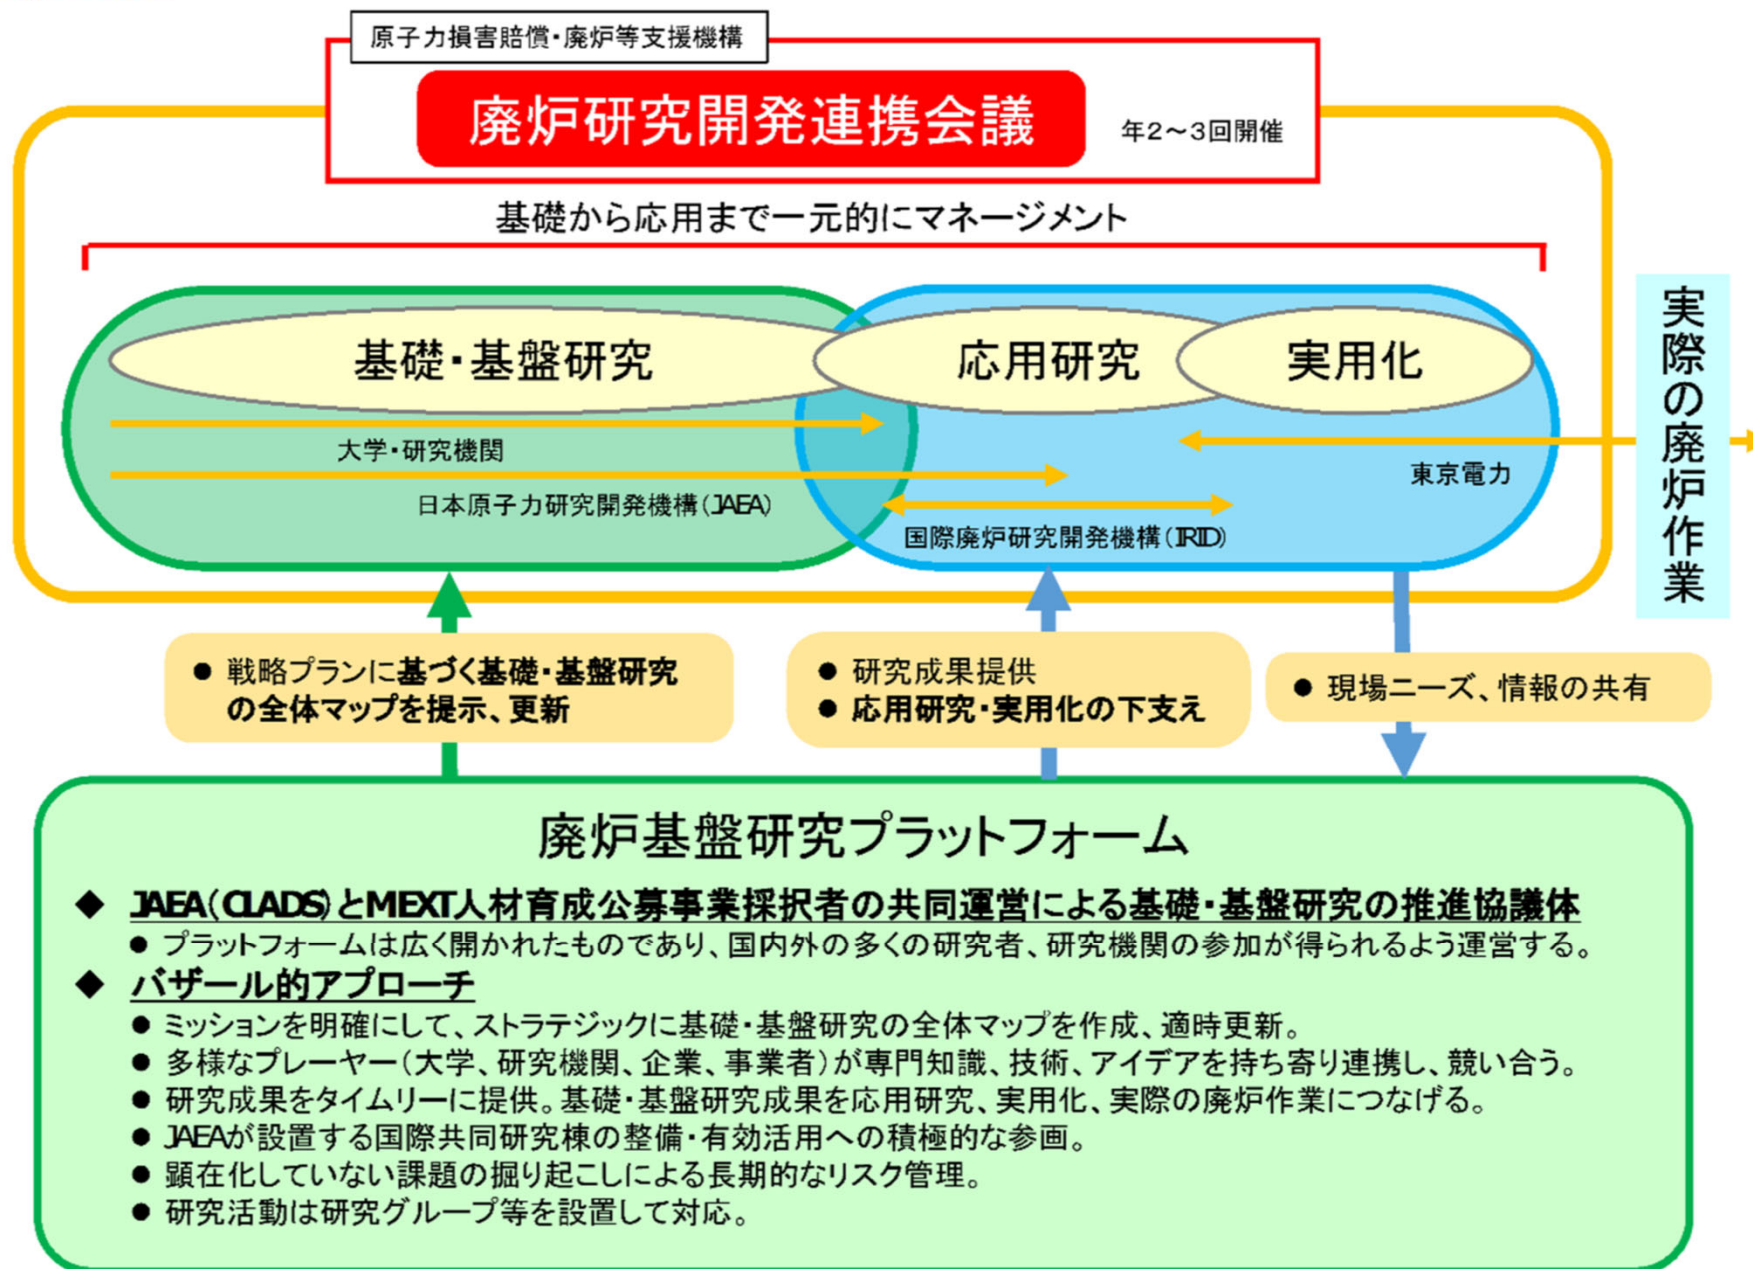 原子力損害賠償・廃炉等支援機構
廃炉研究開発連携会議
年2～3回開催
基礎から応用まで一元的にマネージメント
基礎・基盤研究
応用研究
実用化
大学・研究機関
日本原子力研究開発機構(JAEA)
国際廃炉研究開発機構(IRID)
東京電力
実際の廃炉作業
● 戦略プランに基づく基礎・基盤研究
の全体マップを提示、更新
● 研究成果提供
● 応用研究・実用化の下支え
● 現場ニーズ、情報の共有
廃炉基盤研究プラットフォーム
◆ JAEA(CLADS)とMEXT人材育成公募事業採択者の共同運営による基礎・基盤研究の推進協議体
● プラットフォームは広く開かれたものであり、国内外の多くの研究者、研究機関の参加が得られるよう運営する。
◆ バザール的アプローチ
● ミッションを明確にして、ストラテジックに基礎・基盤研究の全体マップを作成、適時更新。
● 多様なプレーヤー(大学、研究機関、企業、事業者)が専門知識、技術、アイデアを持ち寄り連携し、競い合う。
● 研究成果をタイムリーに提供。基礎・基盤研究成果を応用研究、実用化、実際の廃炉作業につなげる。
● JAEAが設置する国際共同研究棟の整備・有効活用への積極的な参画。
● 顕在化していない課題の掘り起こしによる長期的なリスク管理。
● 研究活動は研究グループ等を設置して対応。